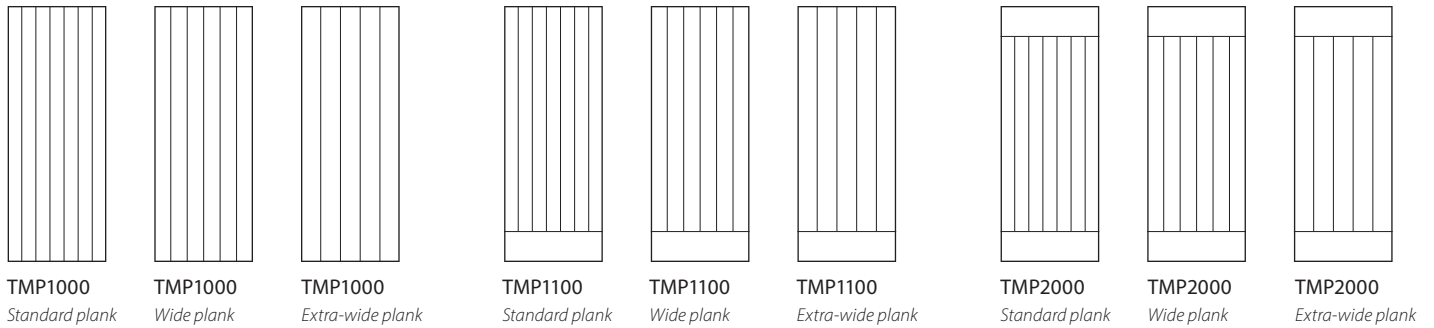 TMP1000 TMP1000 TMP1000 TMP1100 TMP1100 TMP1100 TMP2000 TMP2000 TMP2000
Standard plank Wide plank Extra-wide plank Standard plank Wide plank Extra-wide plank Standard plank Wide plank Extra-wide plank